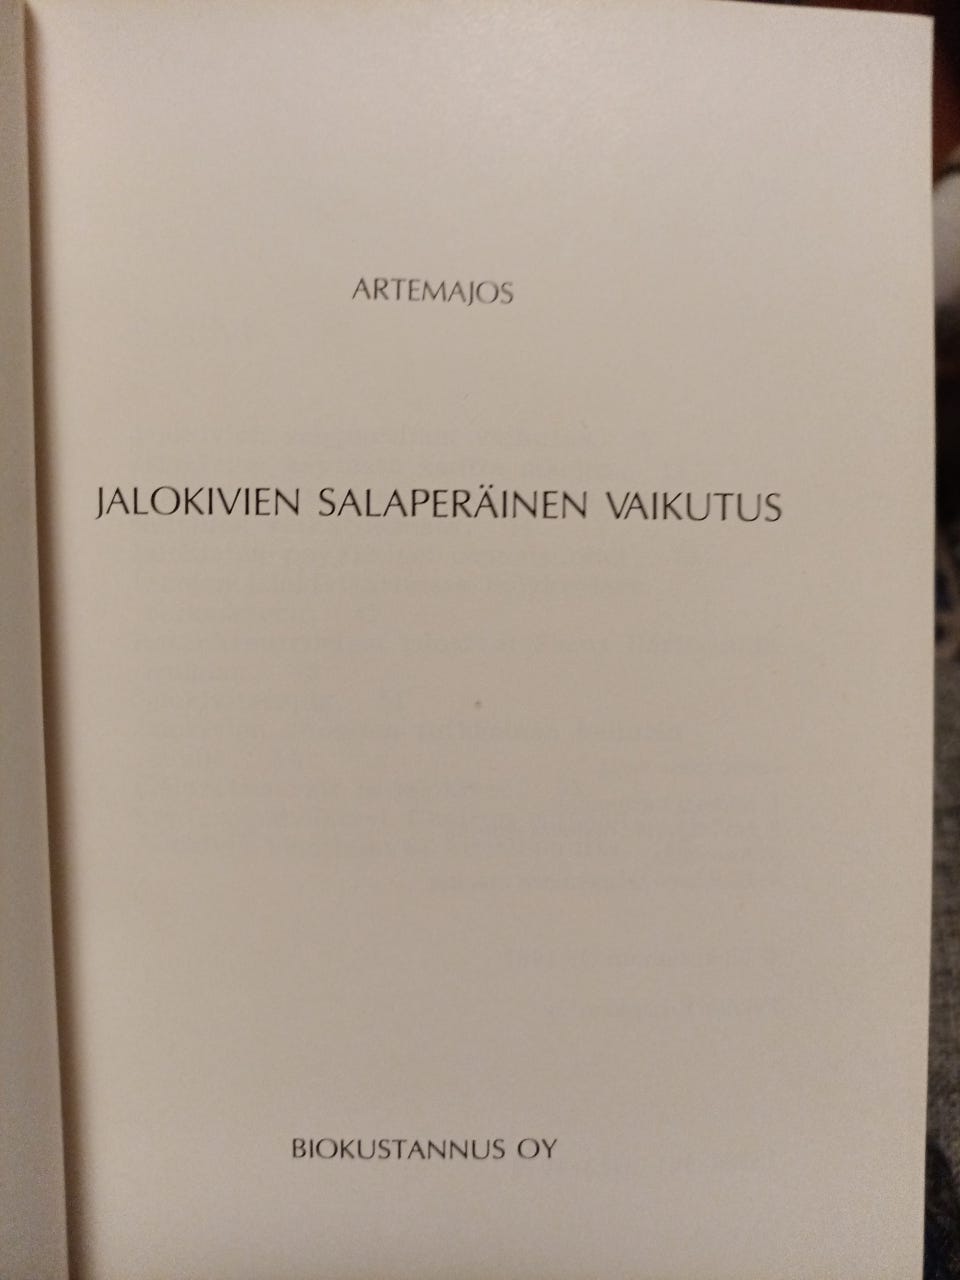 ARTEMAJOS
JALOKIVIEN SALAPERÄINEN VAIKUTUS
BIOKUSTANNUS OY